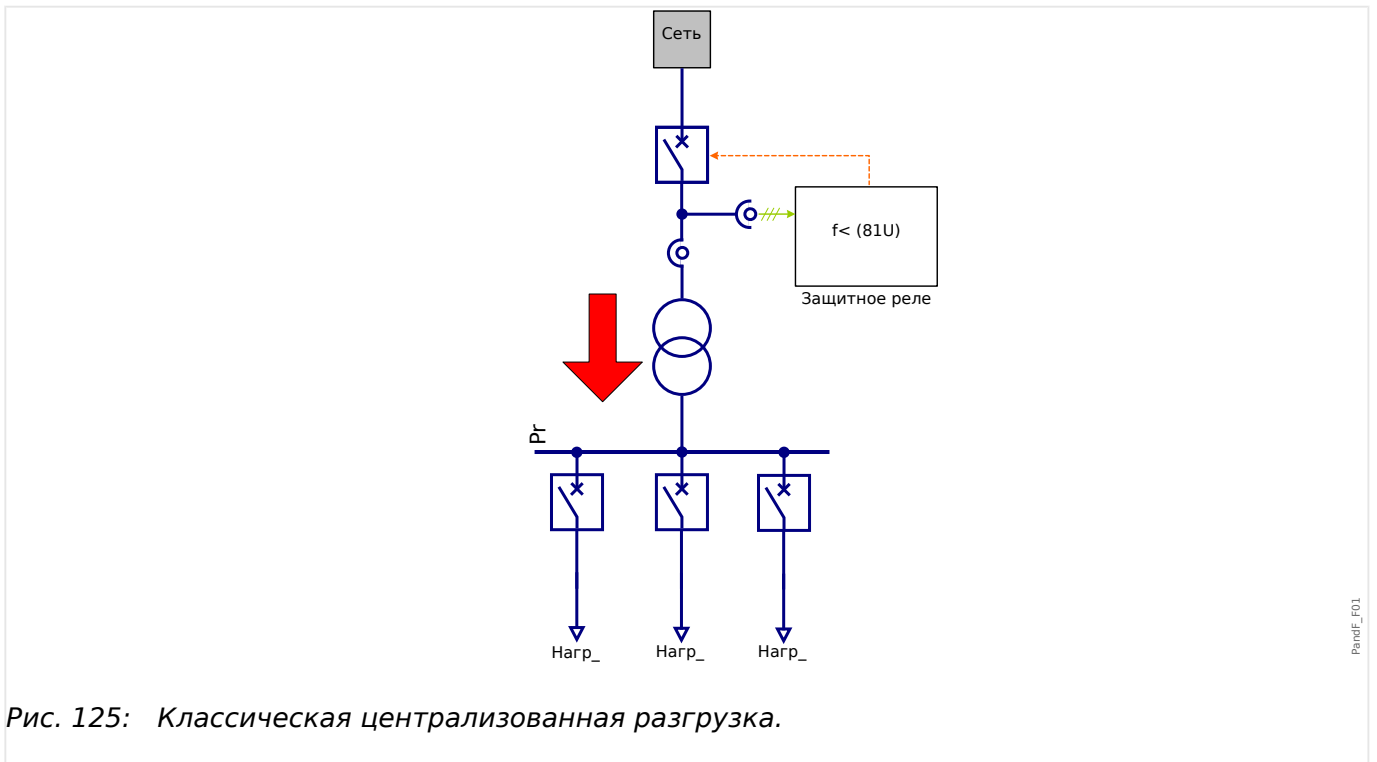 Сеть
f< (81U)
Защитное реле
Pr
Нагр_
Нагр_
Нагр_
PandF_F01
Рис. 125: Классическая централизованная разгрузка.